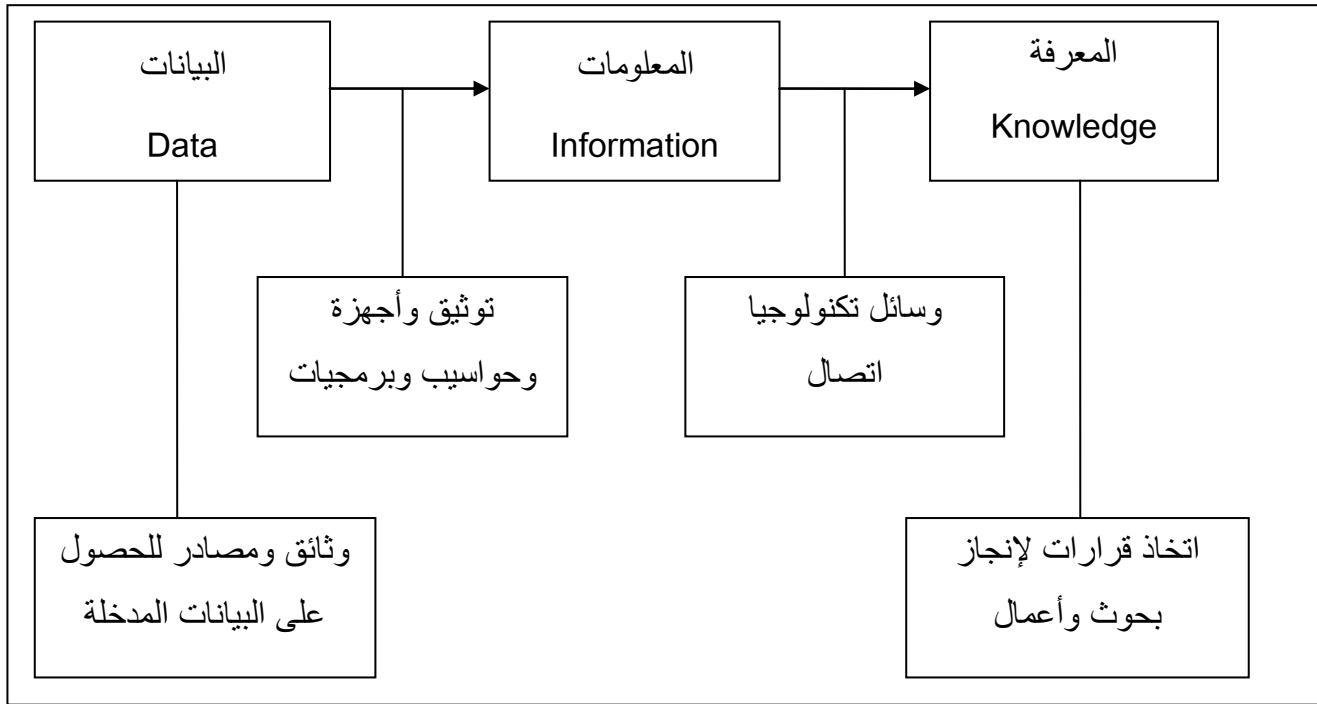 البيانات
Data
المعلومات
Information
المعرفة
Knowledge
توثيق وأجهزة
وحواسيب وبرمجيات
وسائل تكنولوجيا
اتصال
وثائق ومصادر للحصول
على البيانات المدخلة
اتخاذ قرارات لإنجاز
بحوث وأعمال